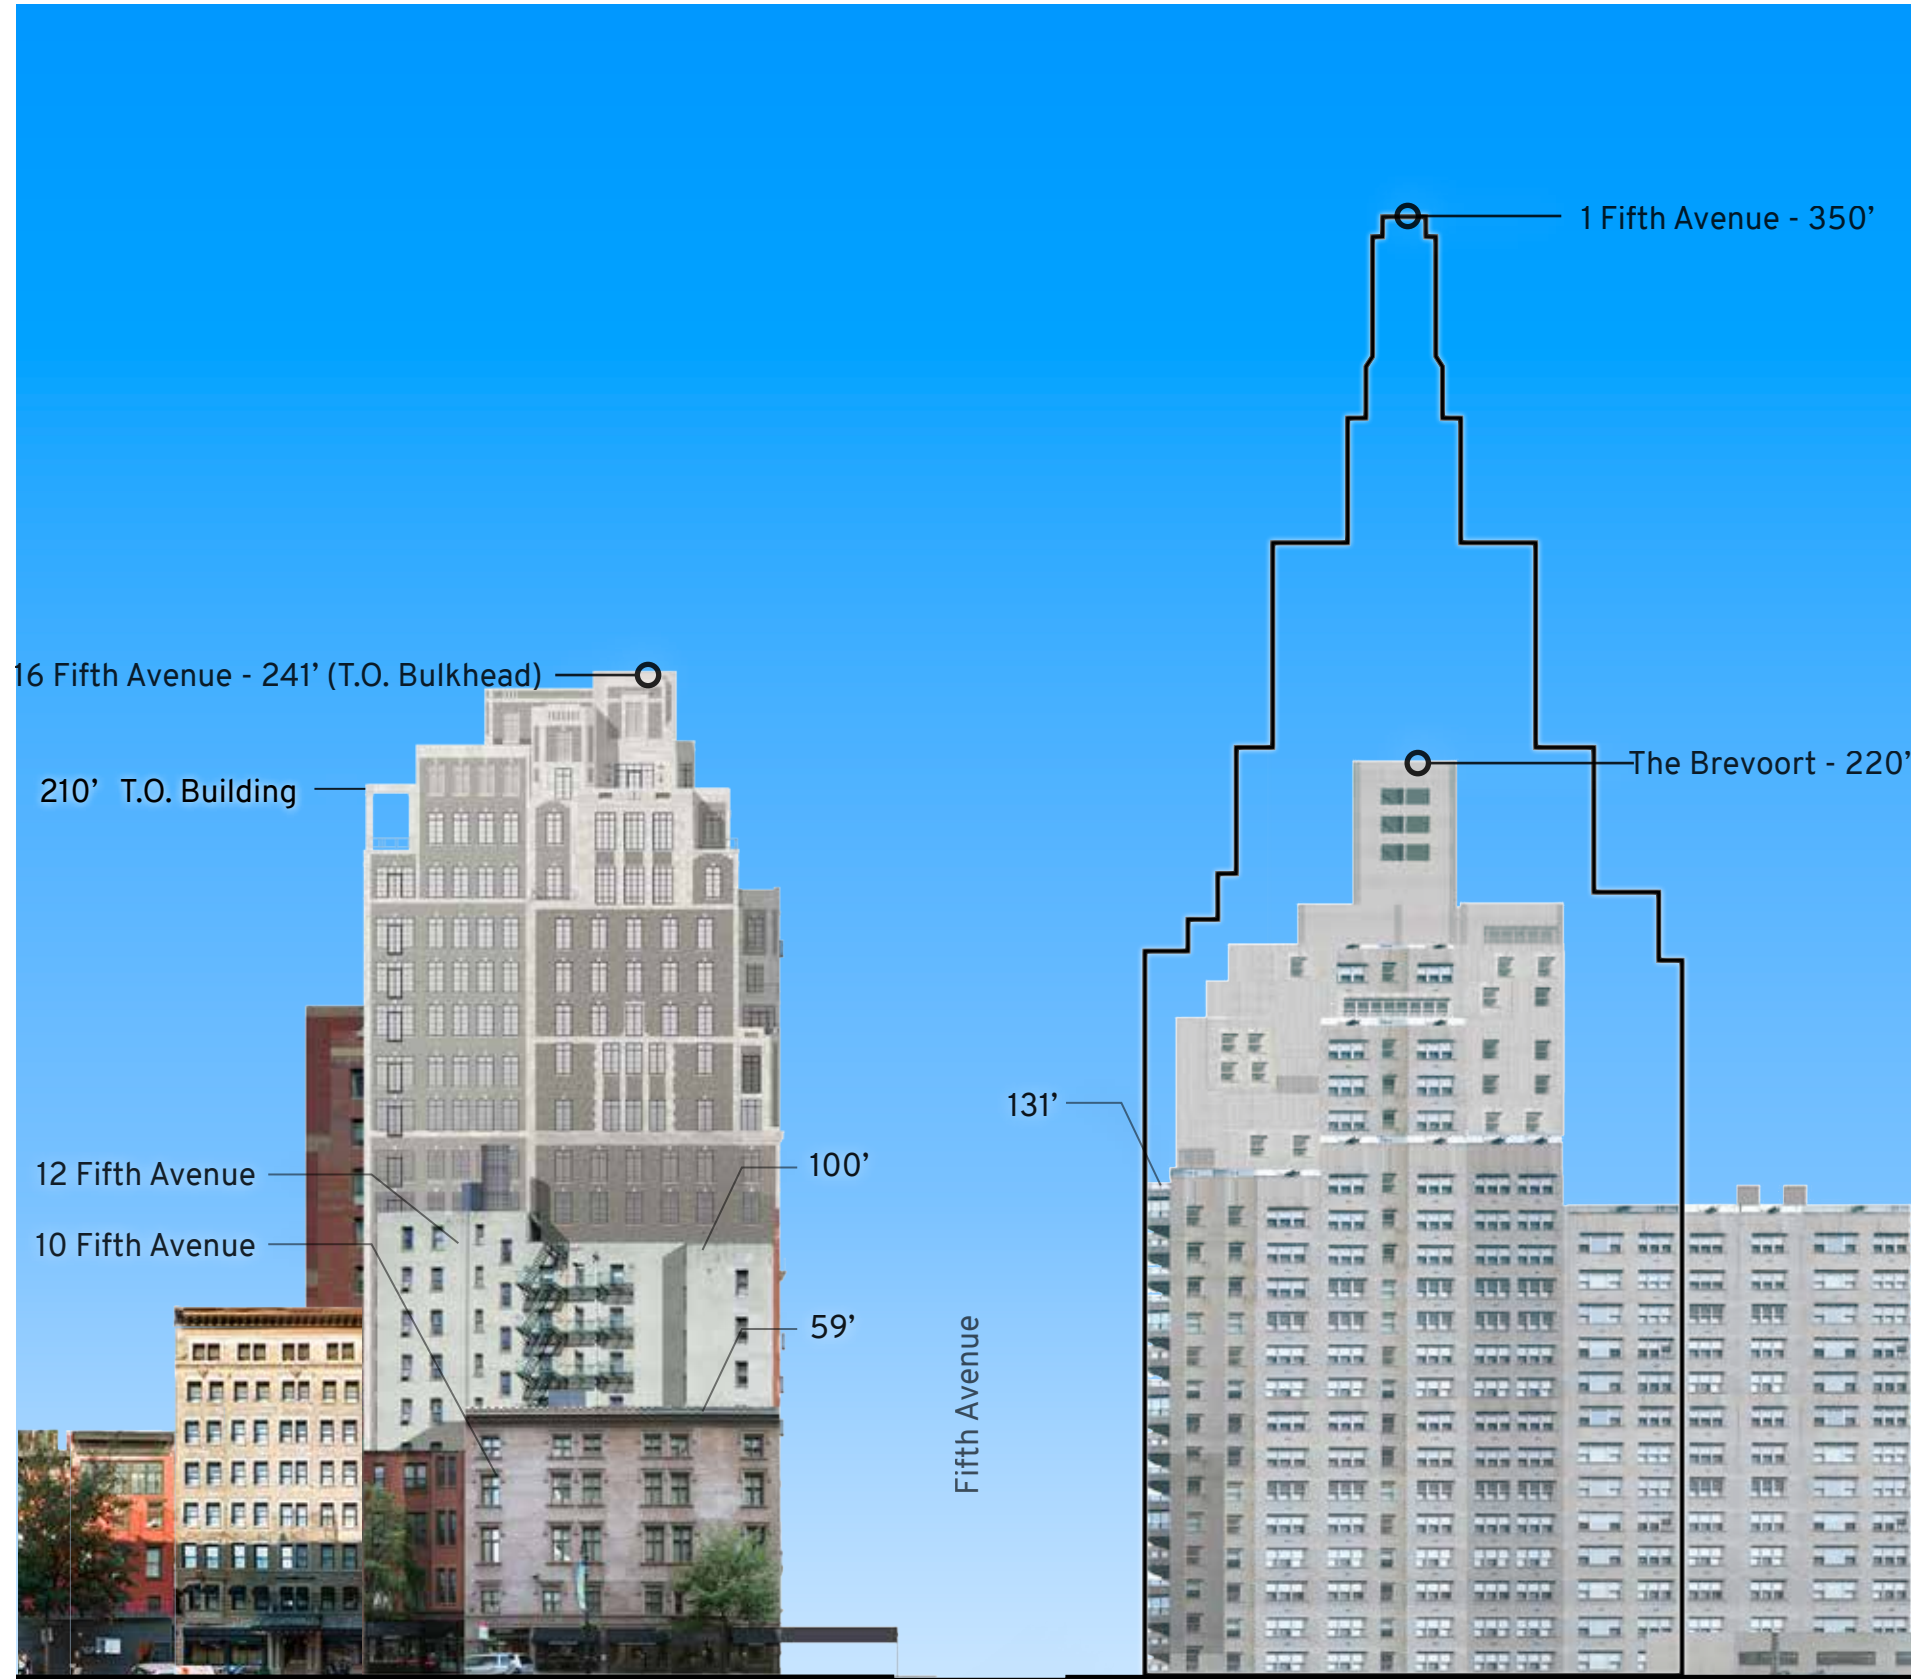 1 Fifth Avenue - 350’
16 Fifth Avenue - 241’ (T.O. Bulkhead)
210’ T.O. Building
The Brevoort - 220’
131’
12 Fifth Avenue
100’
10 Fifth Avenue
59’
Fifth Avenue